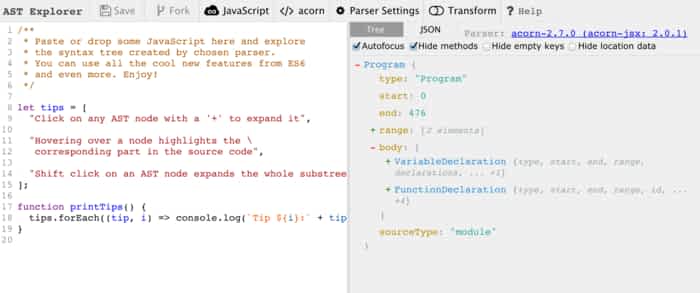 AST Explorer Save Fork JavaScript </> acorn Parser Settings Transform ? Help
Tree JSON Parser: acorn-2.7.0 (acorn-jsx: 2.0.1)
Autofocus Hide methods Hide empty keys Hide location data
1 /**
2 * Paste or drop some JavaScript here and explore
3 * the syntax tree created by chosen parser.
4 * You can use all the cool new features from ES6
5 * and even more. Enjoy!
6 */
7
8 let tips = [
9 "Click on any AST node with a '+' to expand it",
10
11 "Hovering over a node highlights the \
12 corresponding part in the source code",
13
14 "Shift click on an AST node expands the whole substree
15 ];
16
17 function printTips() {
18 tips.forEach((tip, i) => console.log(`Tip ${i}:` + tip
19 }
20
- Program {
type: "Program"
start: 0
end: 476
+ range: [2 elements]
- body: [
+ VariableDeclaration {type, start, end, range,
declarations, ... +1}
+ FunctionDeclaration {type, start, end, range, id, ...
+4}
]
sourceType: "module"
}